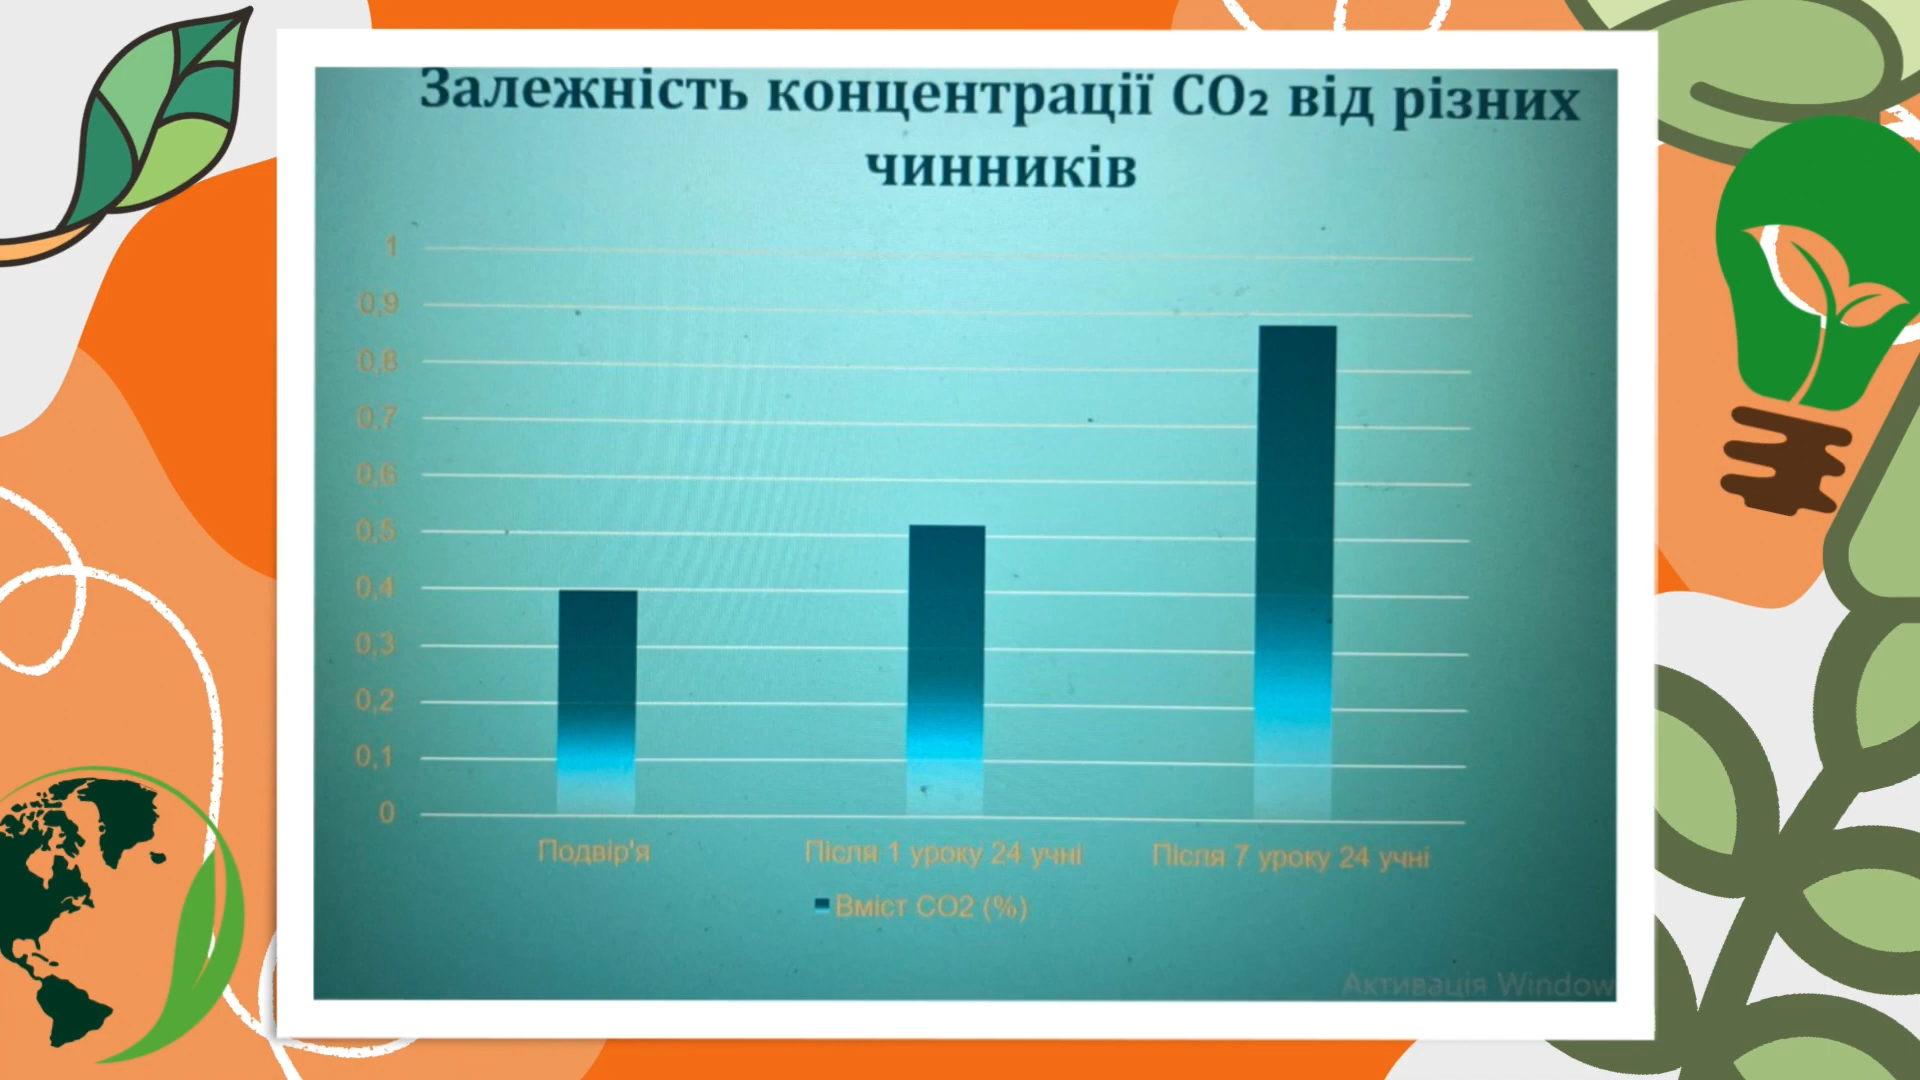 Залежність концентрації CO₂ від різних
чинників
1
0,9
0,8
0,7
0,6
0,5
0,4
0,3
0,2
0,1
0
Подвір'я
Після 1 уроку 24 учні
Після 7 уроку 24 учні
Вміст CO2 (%)
Активація Window